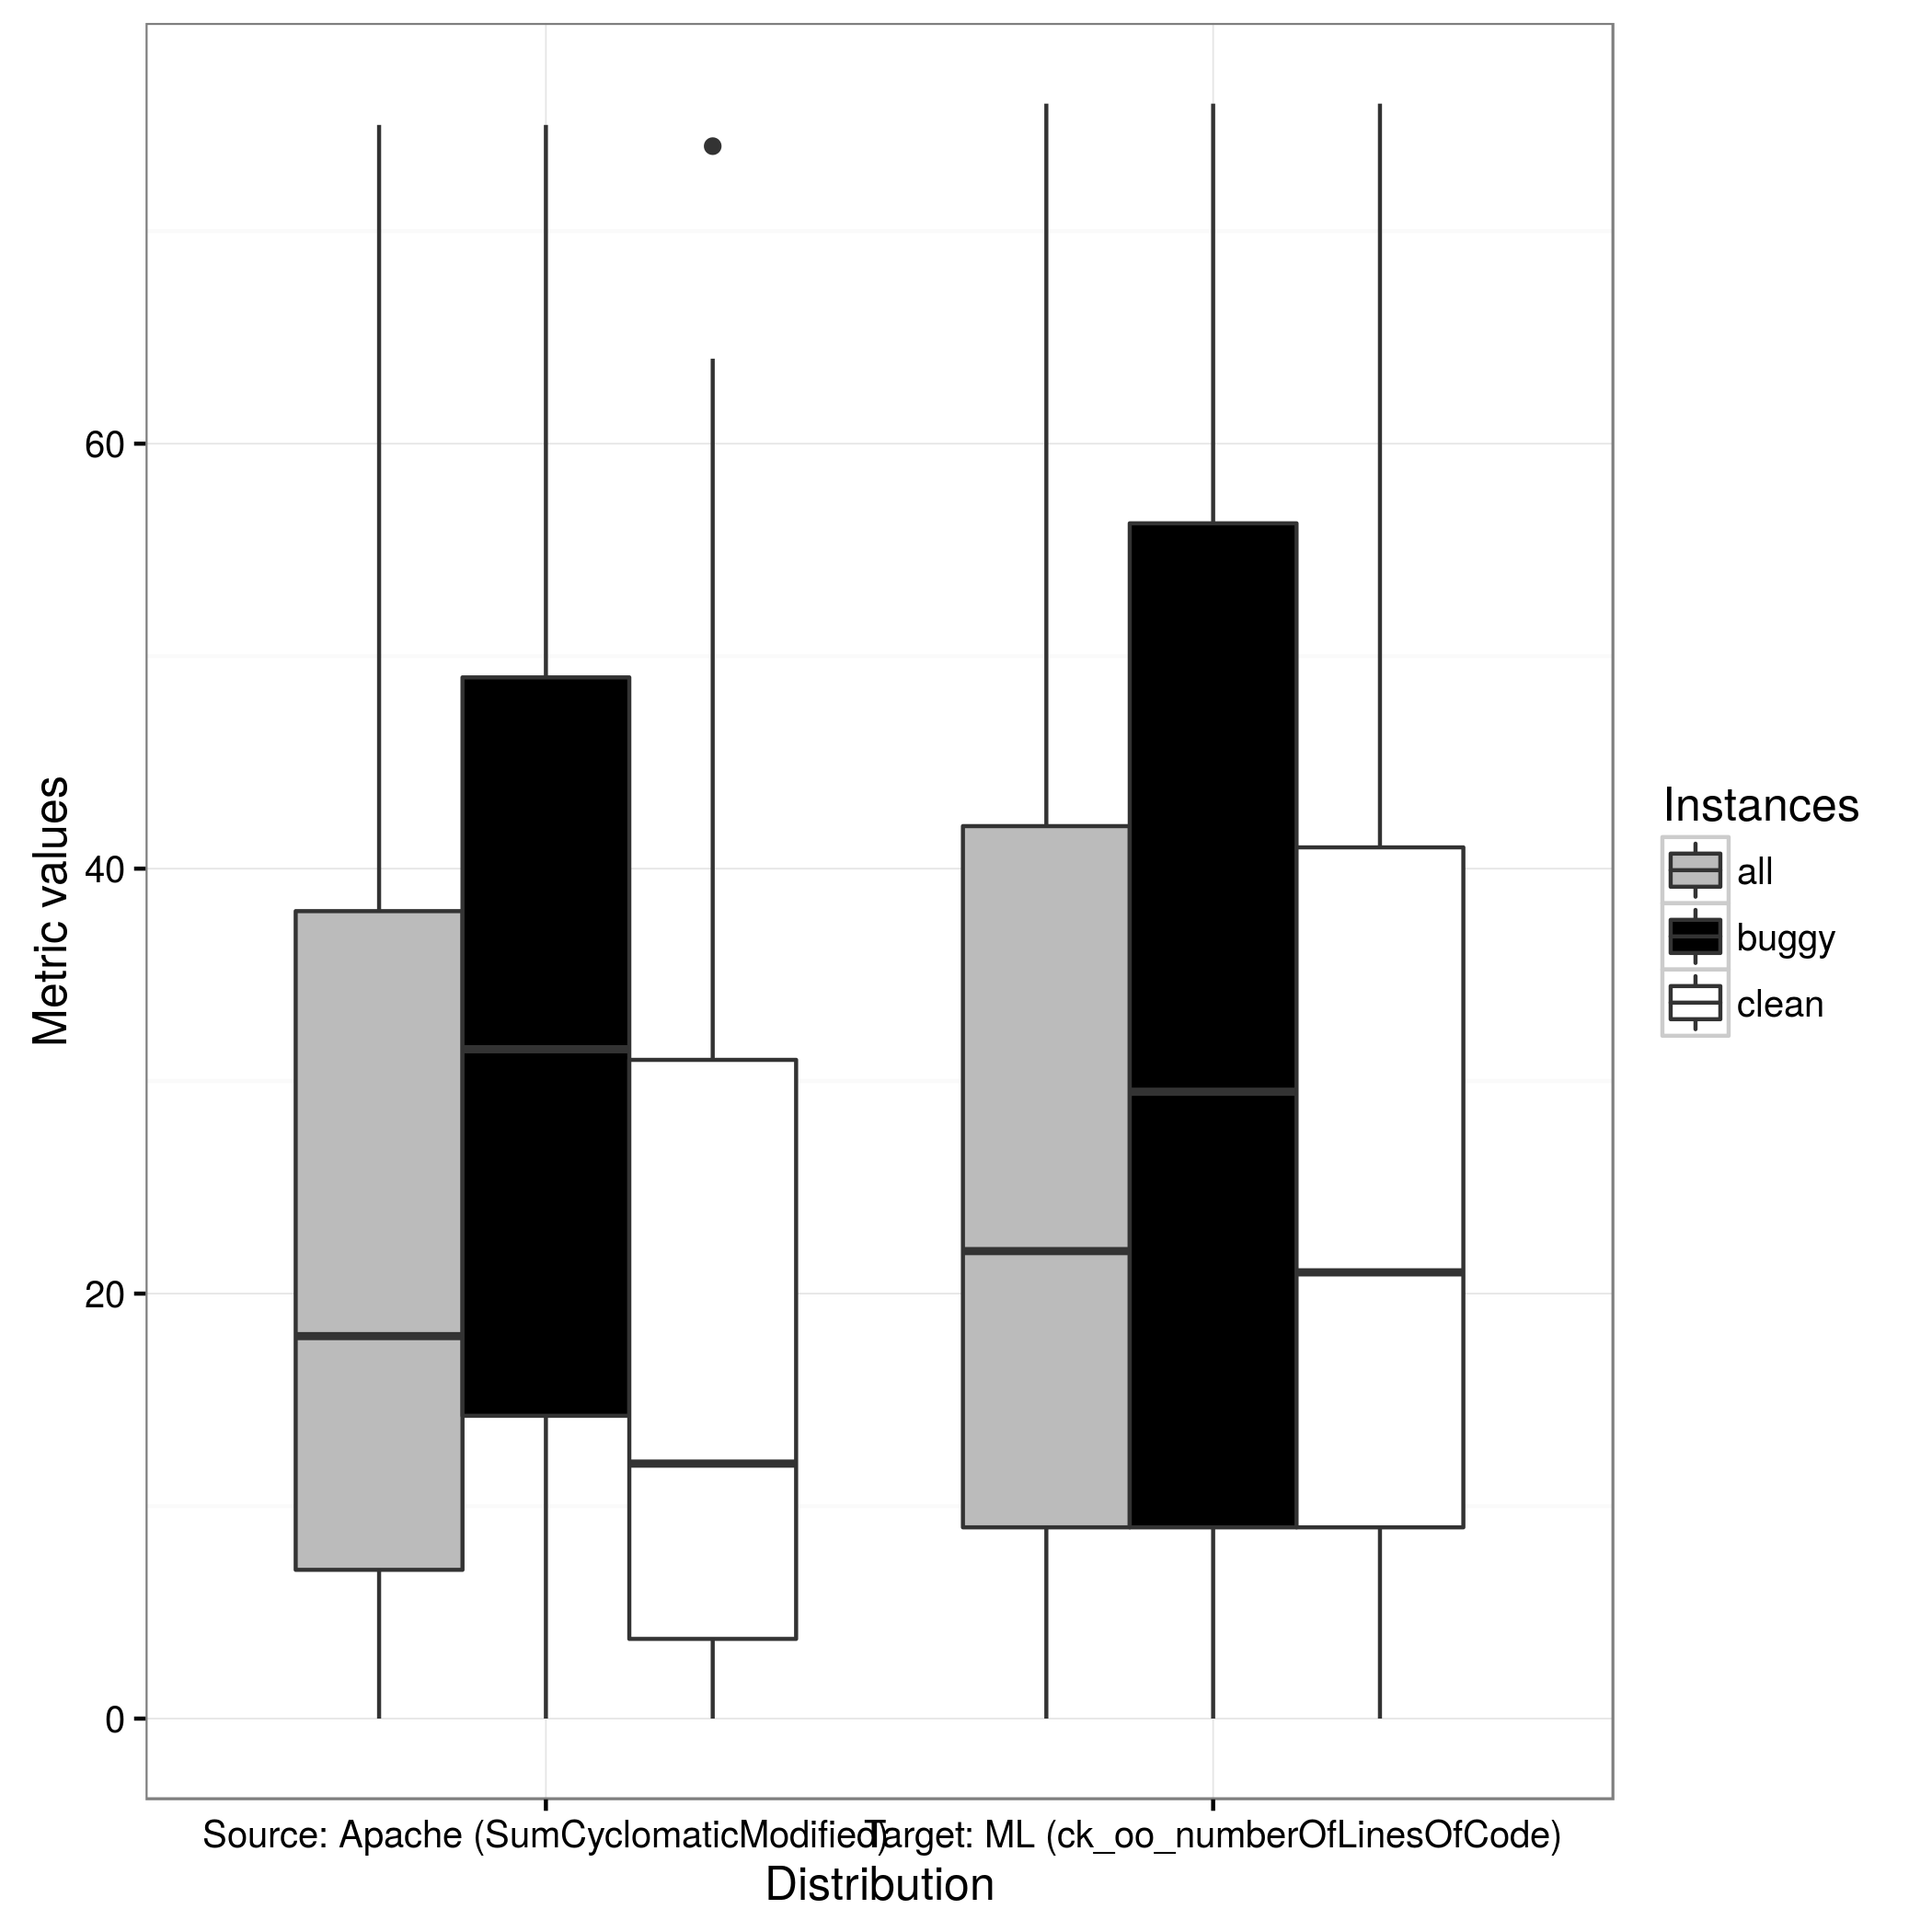 60
40
20
0
Metric values
Source: Apache (SumCyclomaticModified)
Target: ML (ck_oo_numberOfLinesOfCode)
Distribution
Instances
all
buggy
clean